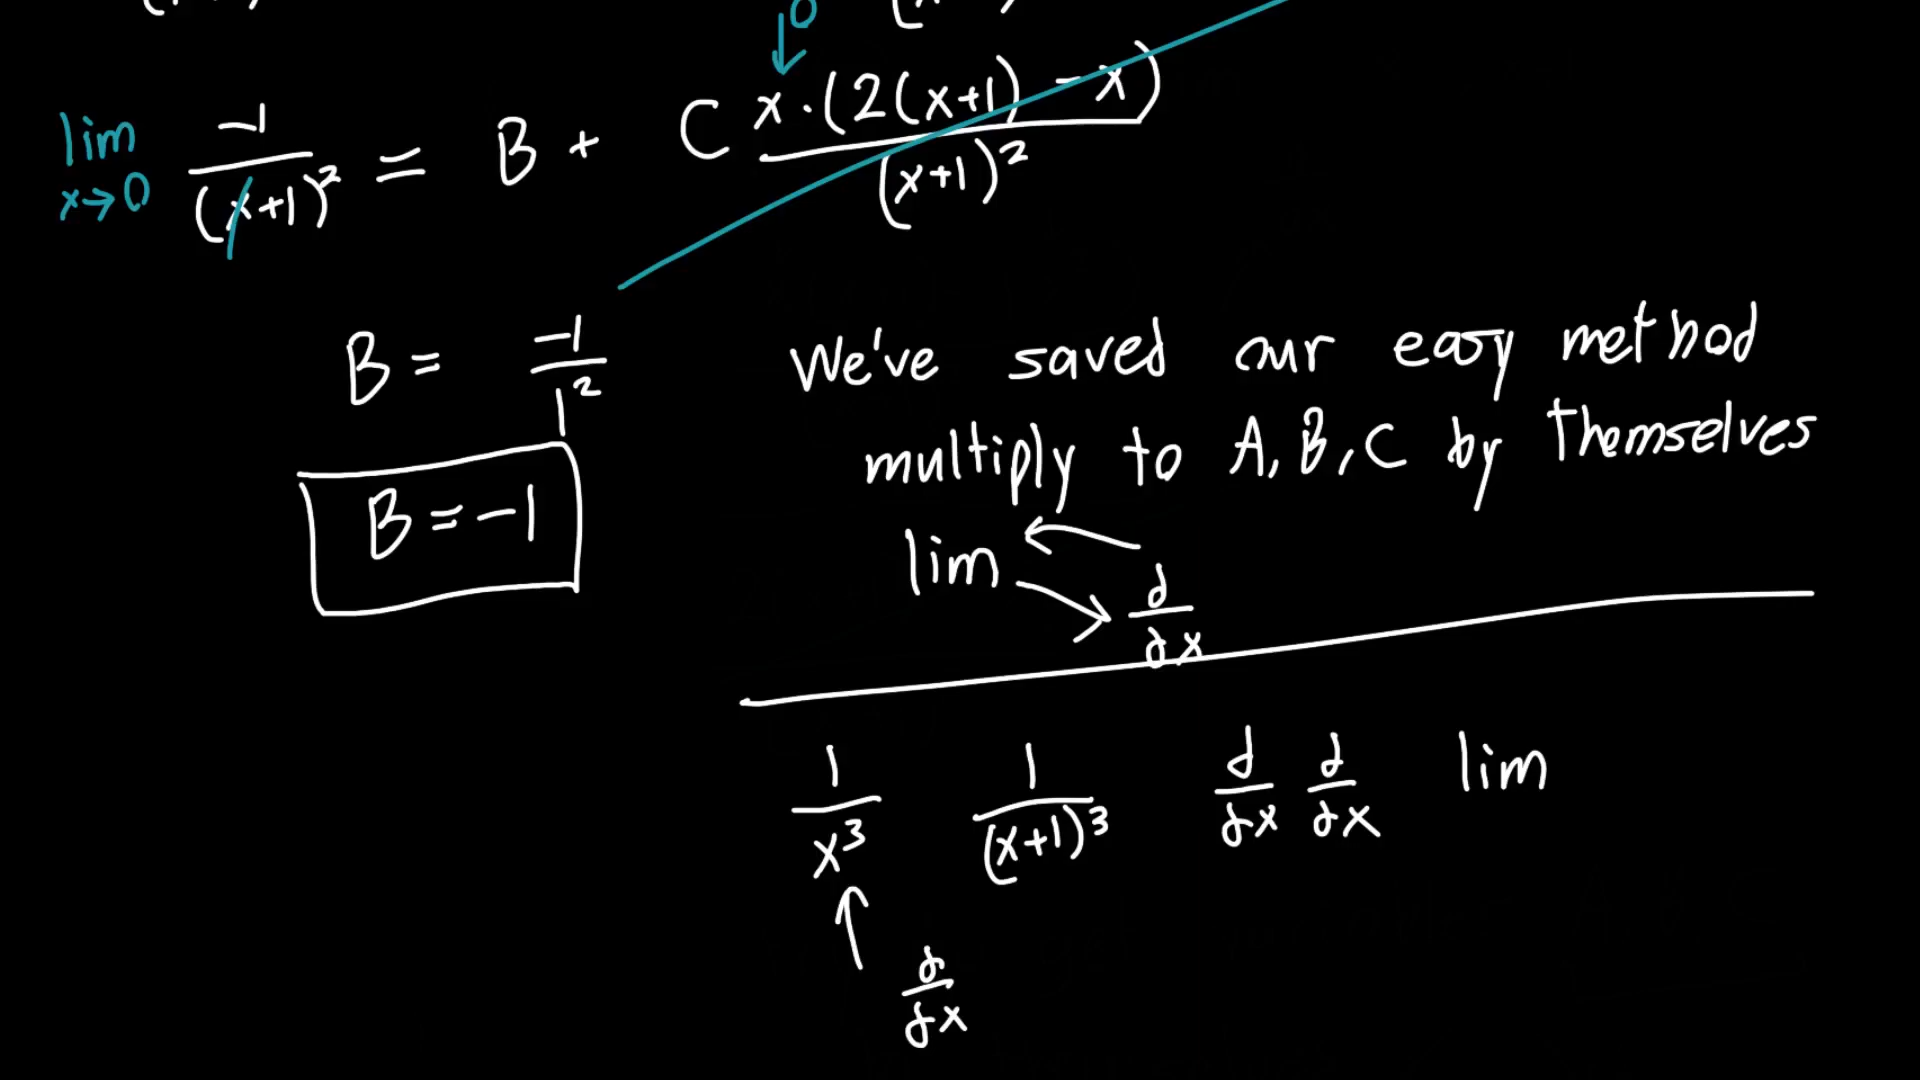 0
lim x→0 -1/(x+1)² = B + C x·(2(x+1) - x)/(x+1)²
B = -1/1²
B = -1
We've saved our easy method
multiply to A, B, C by themselves
lim d/dx
1/x³ 1/(x+1)³ d/dx d/dx lim
d/dx